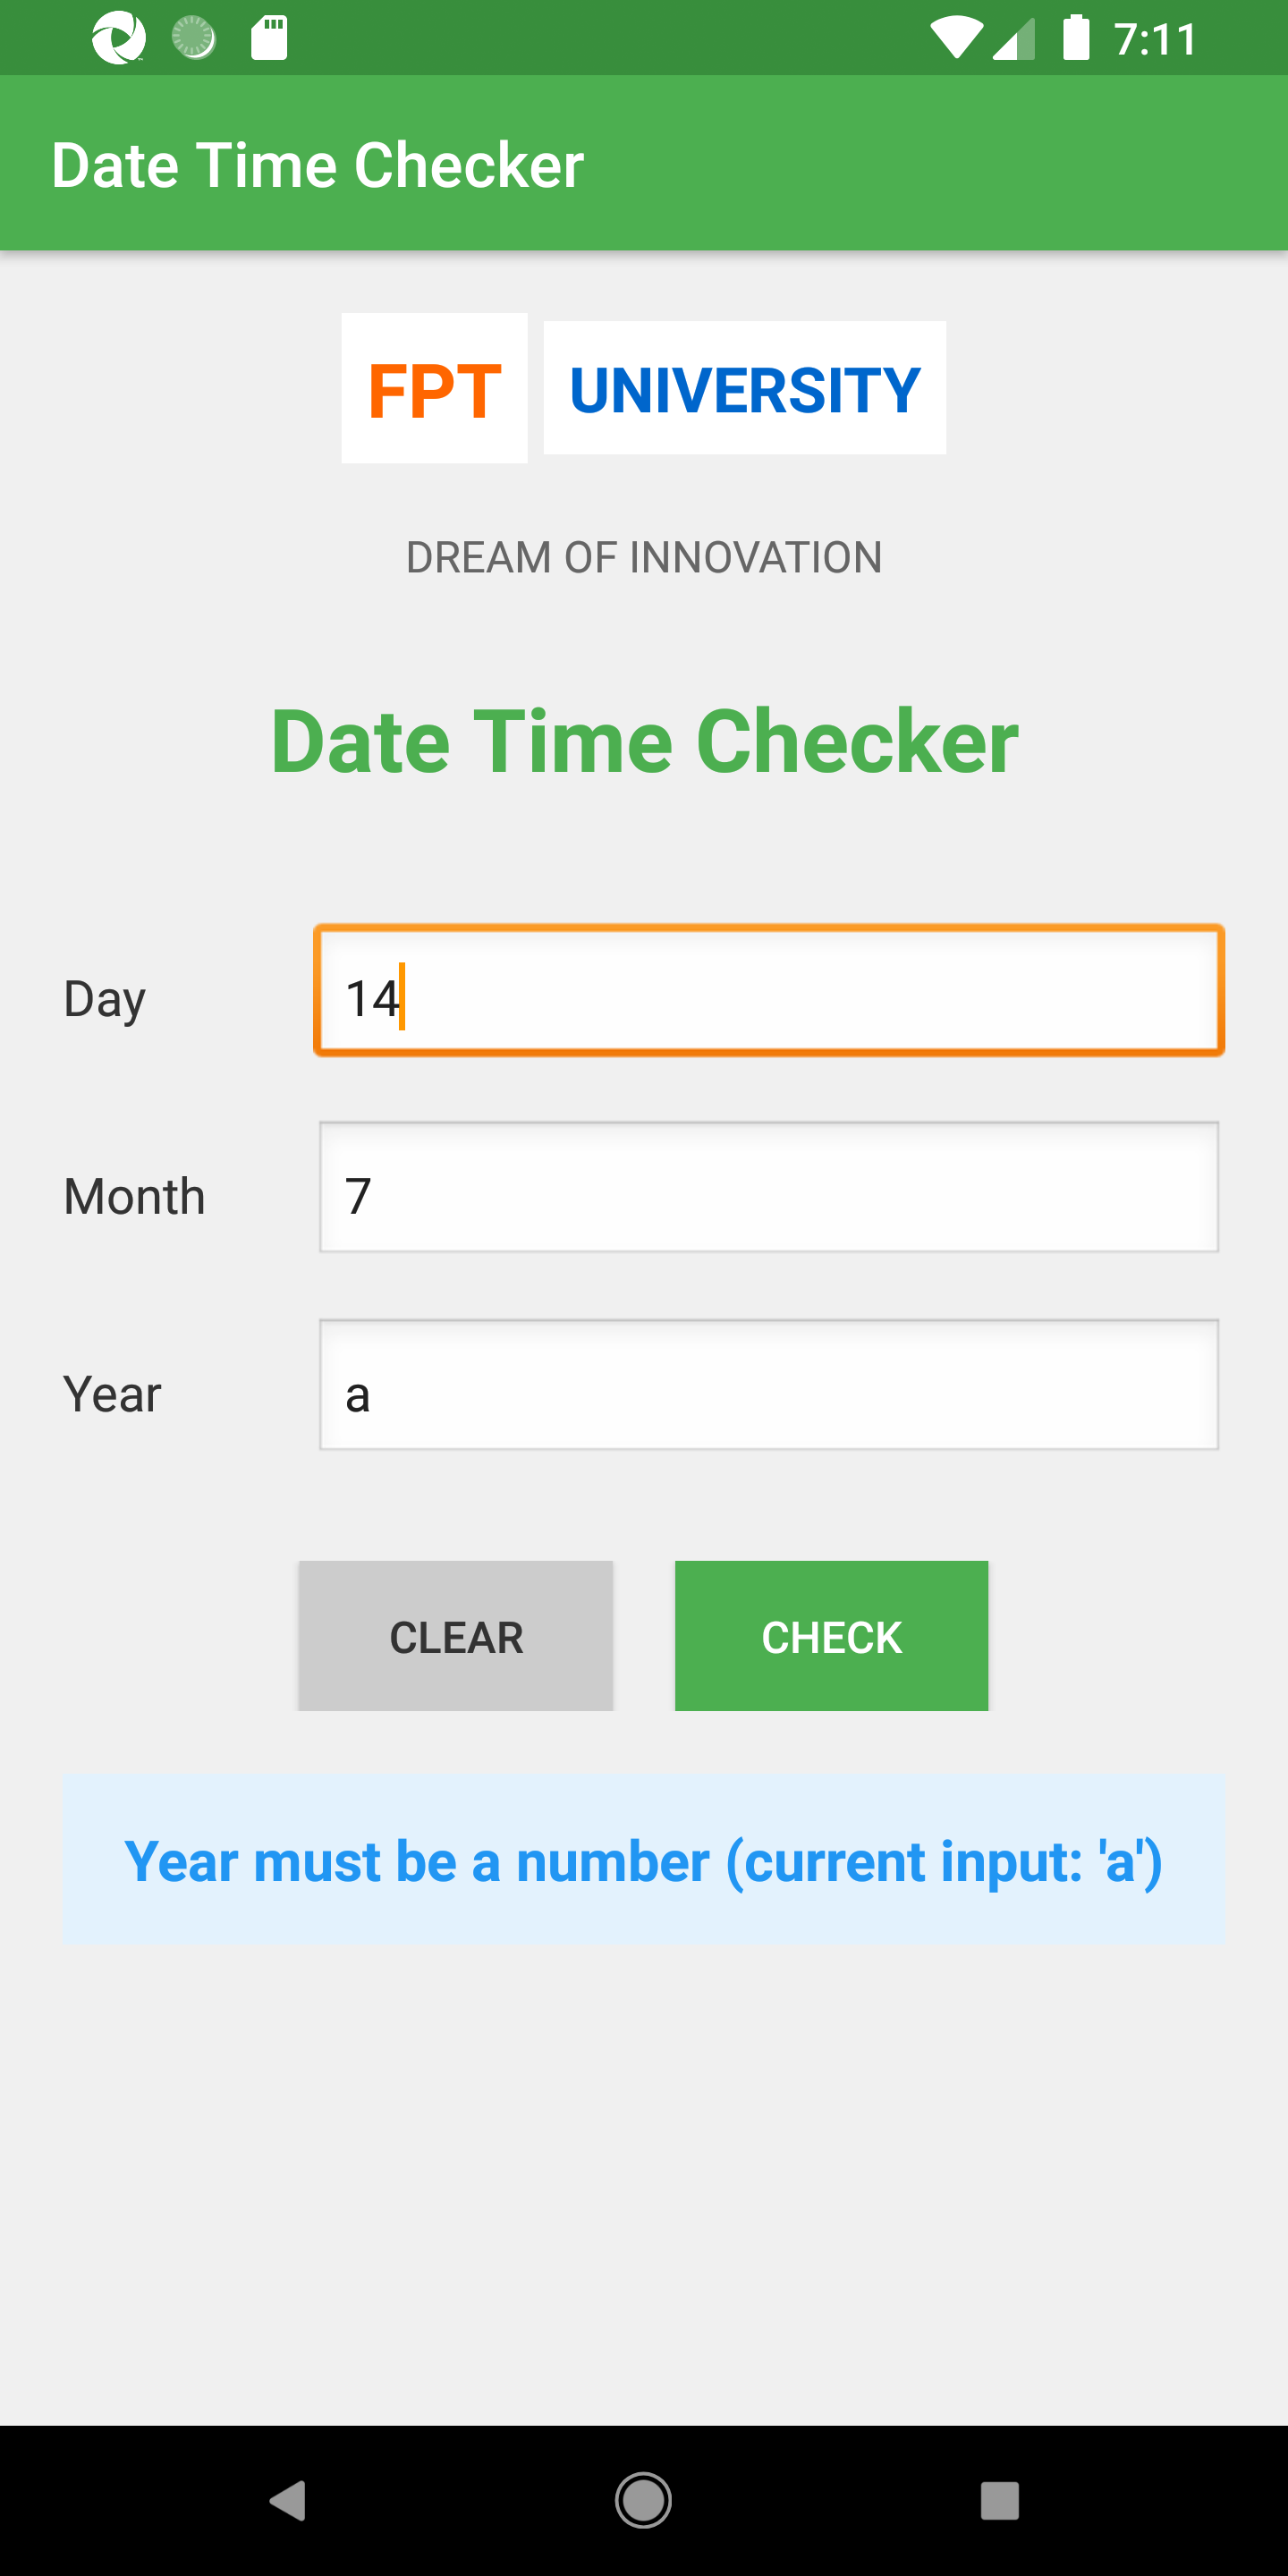 7:11
Date Time Checker
FPT UNIVERSITY
DREAM OF INNOVATION
Date Time Checker
Day 14
Month 7
Year a
CLEAR CHECK
Year must be a number (current input: 'a')